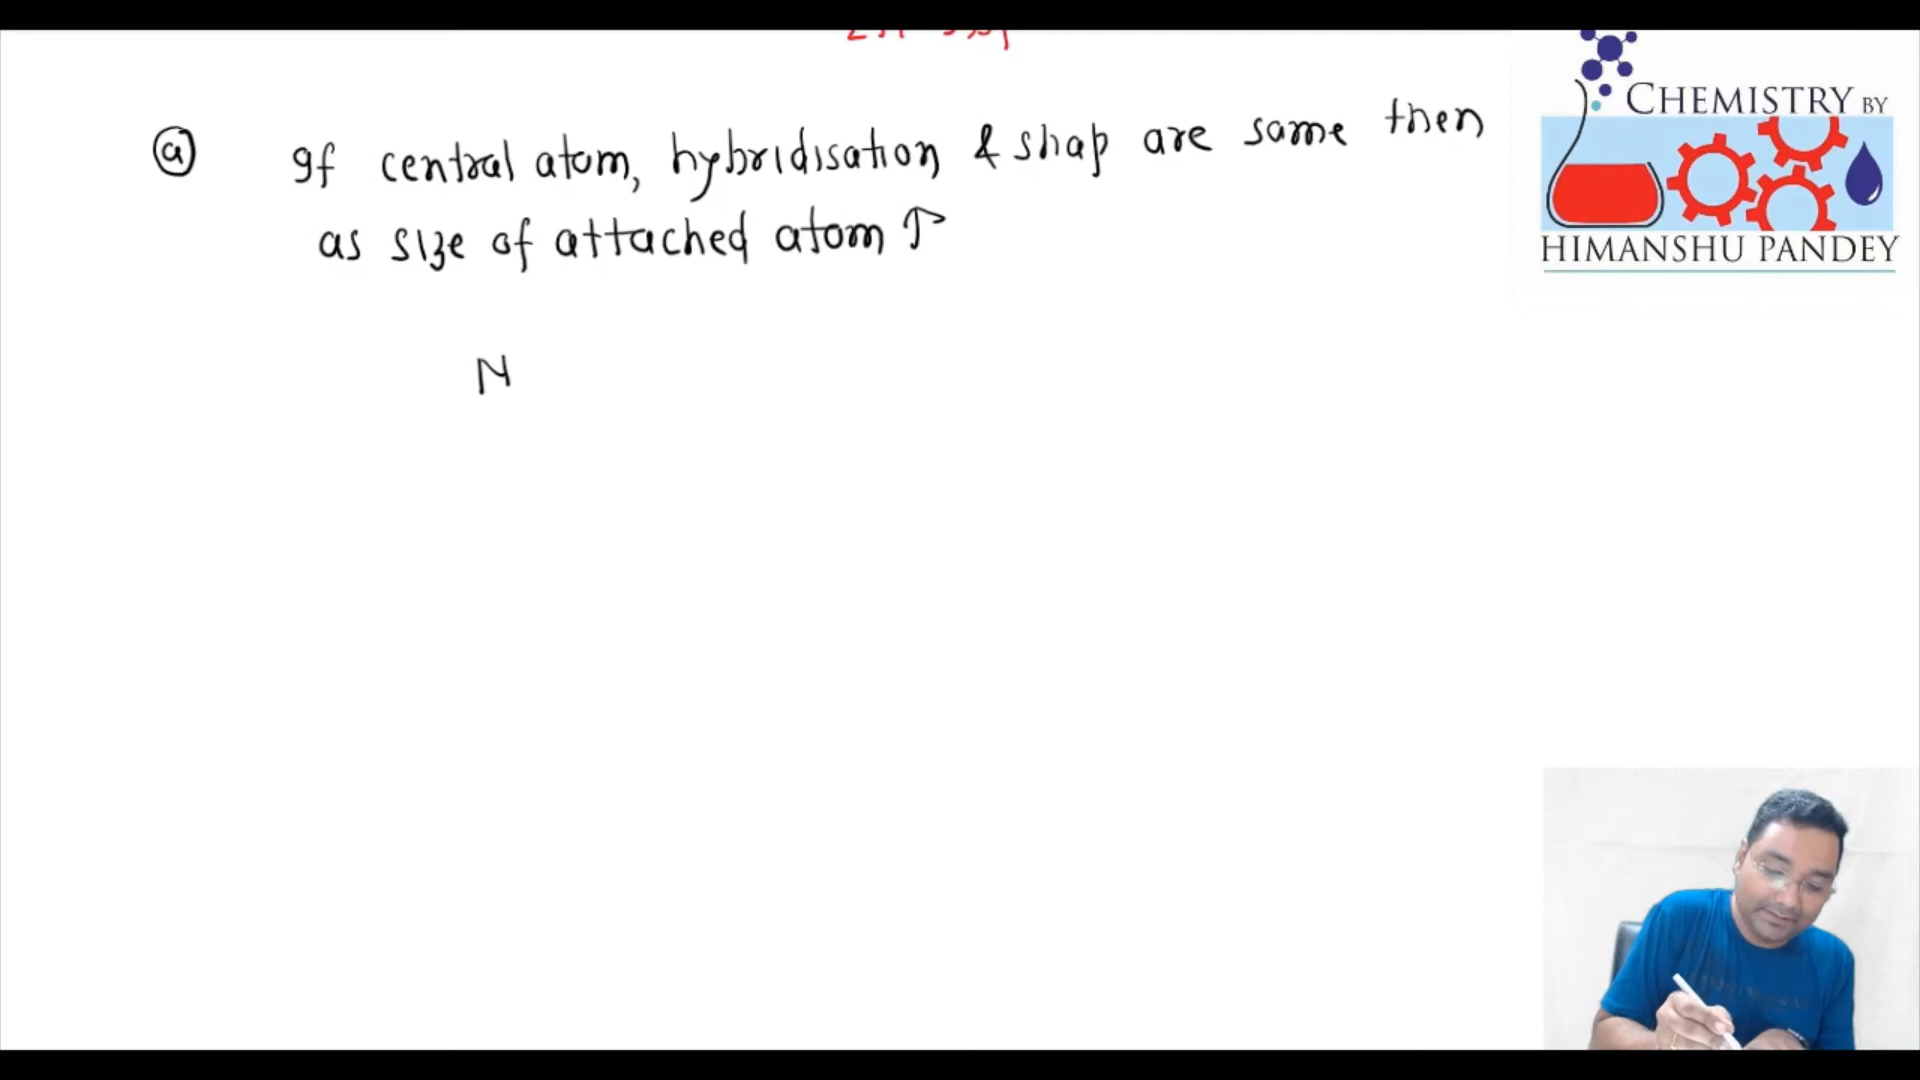 ⓐ If central atom, hybridisation & shap are same then
as size of attached atom ↑
N
CHEMISTRY BY
HIMANSHU PANDEY